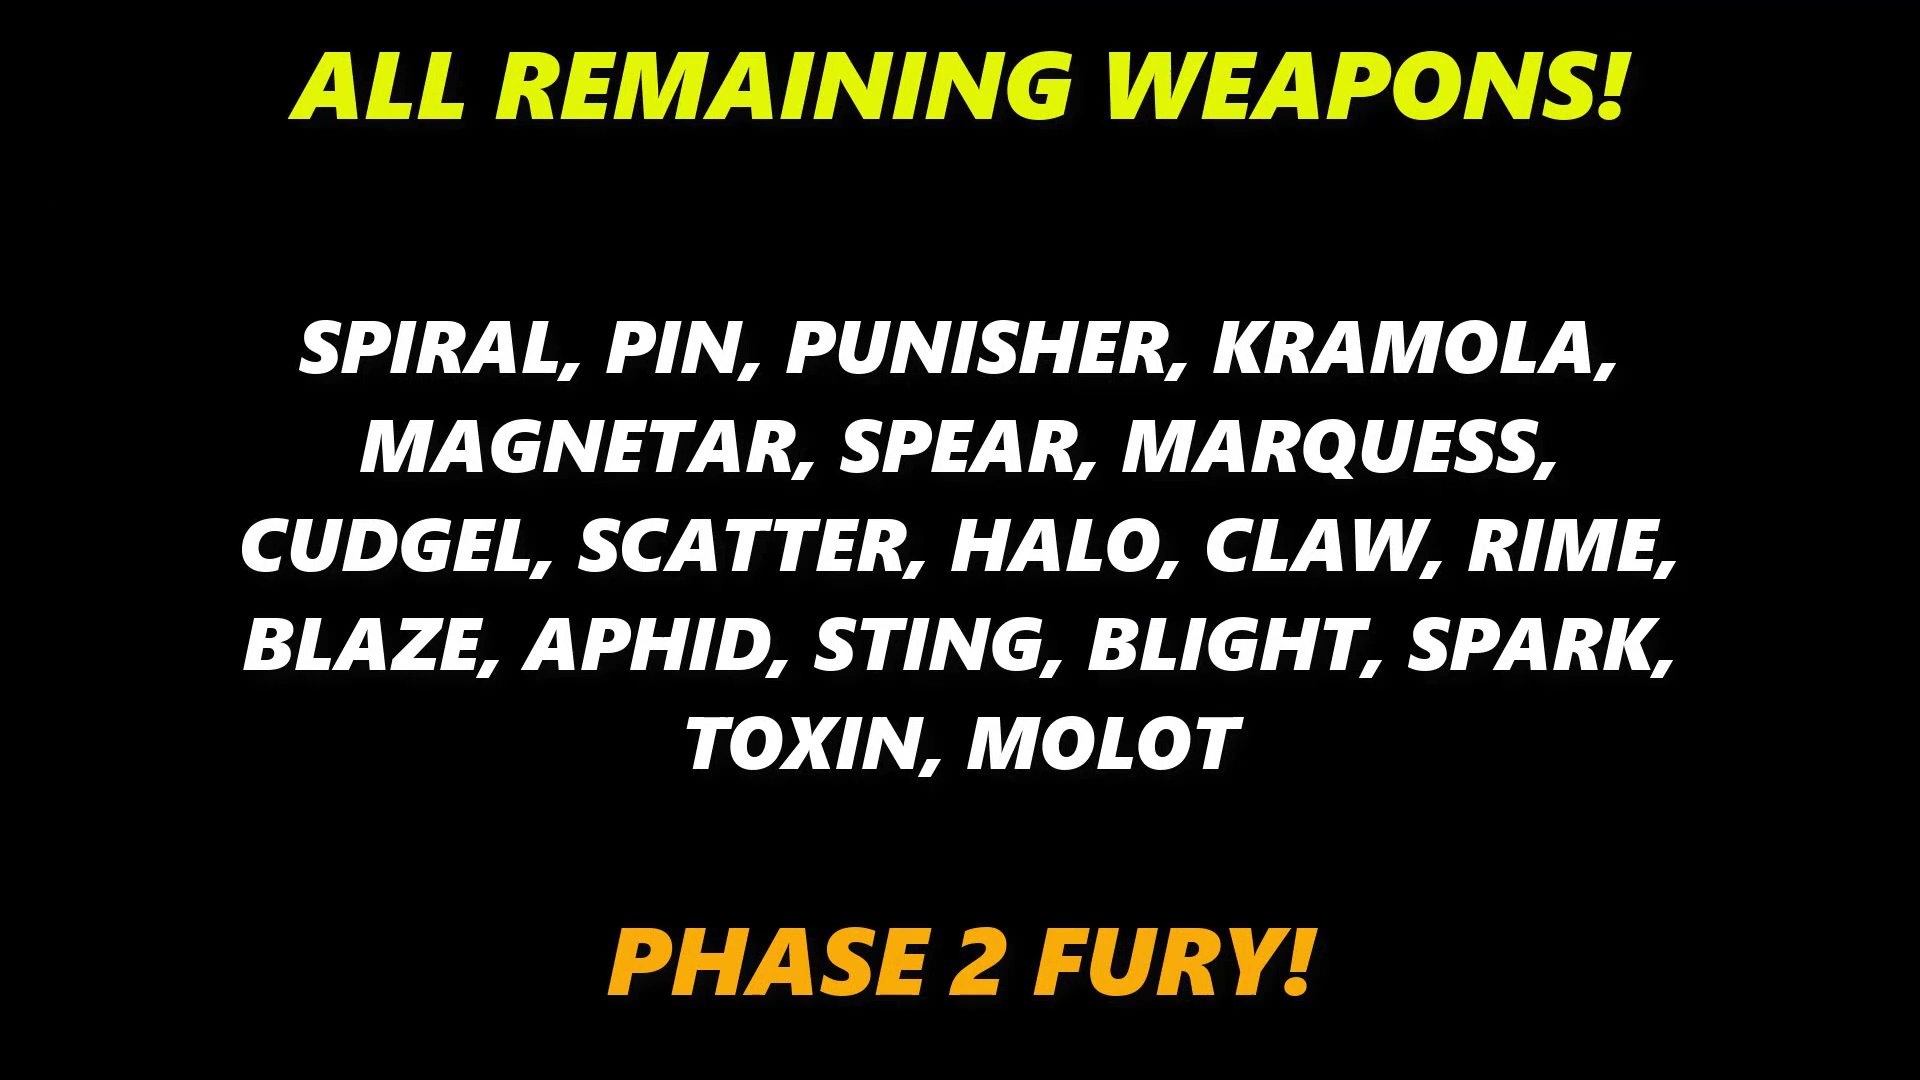 ALL REMAINING WEAPONS!
SPIRAL, PIN, PUNISHER, KRAMOLA,
MAGNETAR, SPEAR, MARQUESS,
CUDGEL, SCATTER, HALO, CLAW, RIME,
BLAZE, APHID, STING, BLIGHT, SPARK,
TOXIN, MOLOT
PHASE 2 FURY!